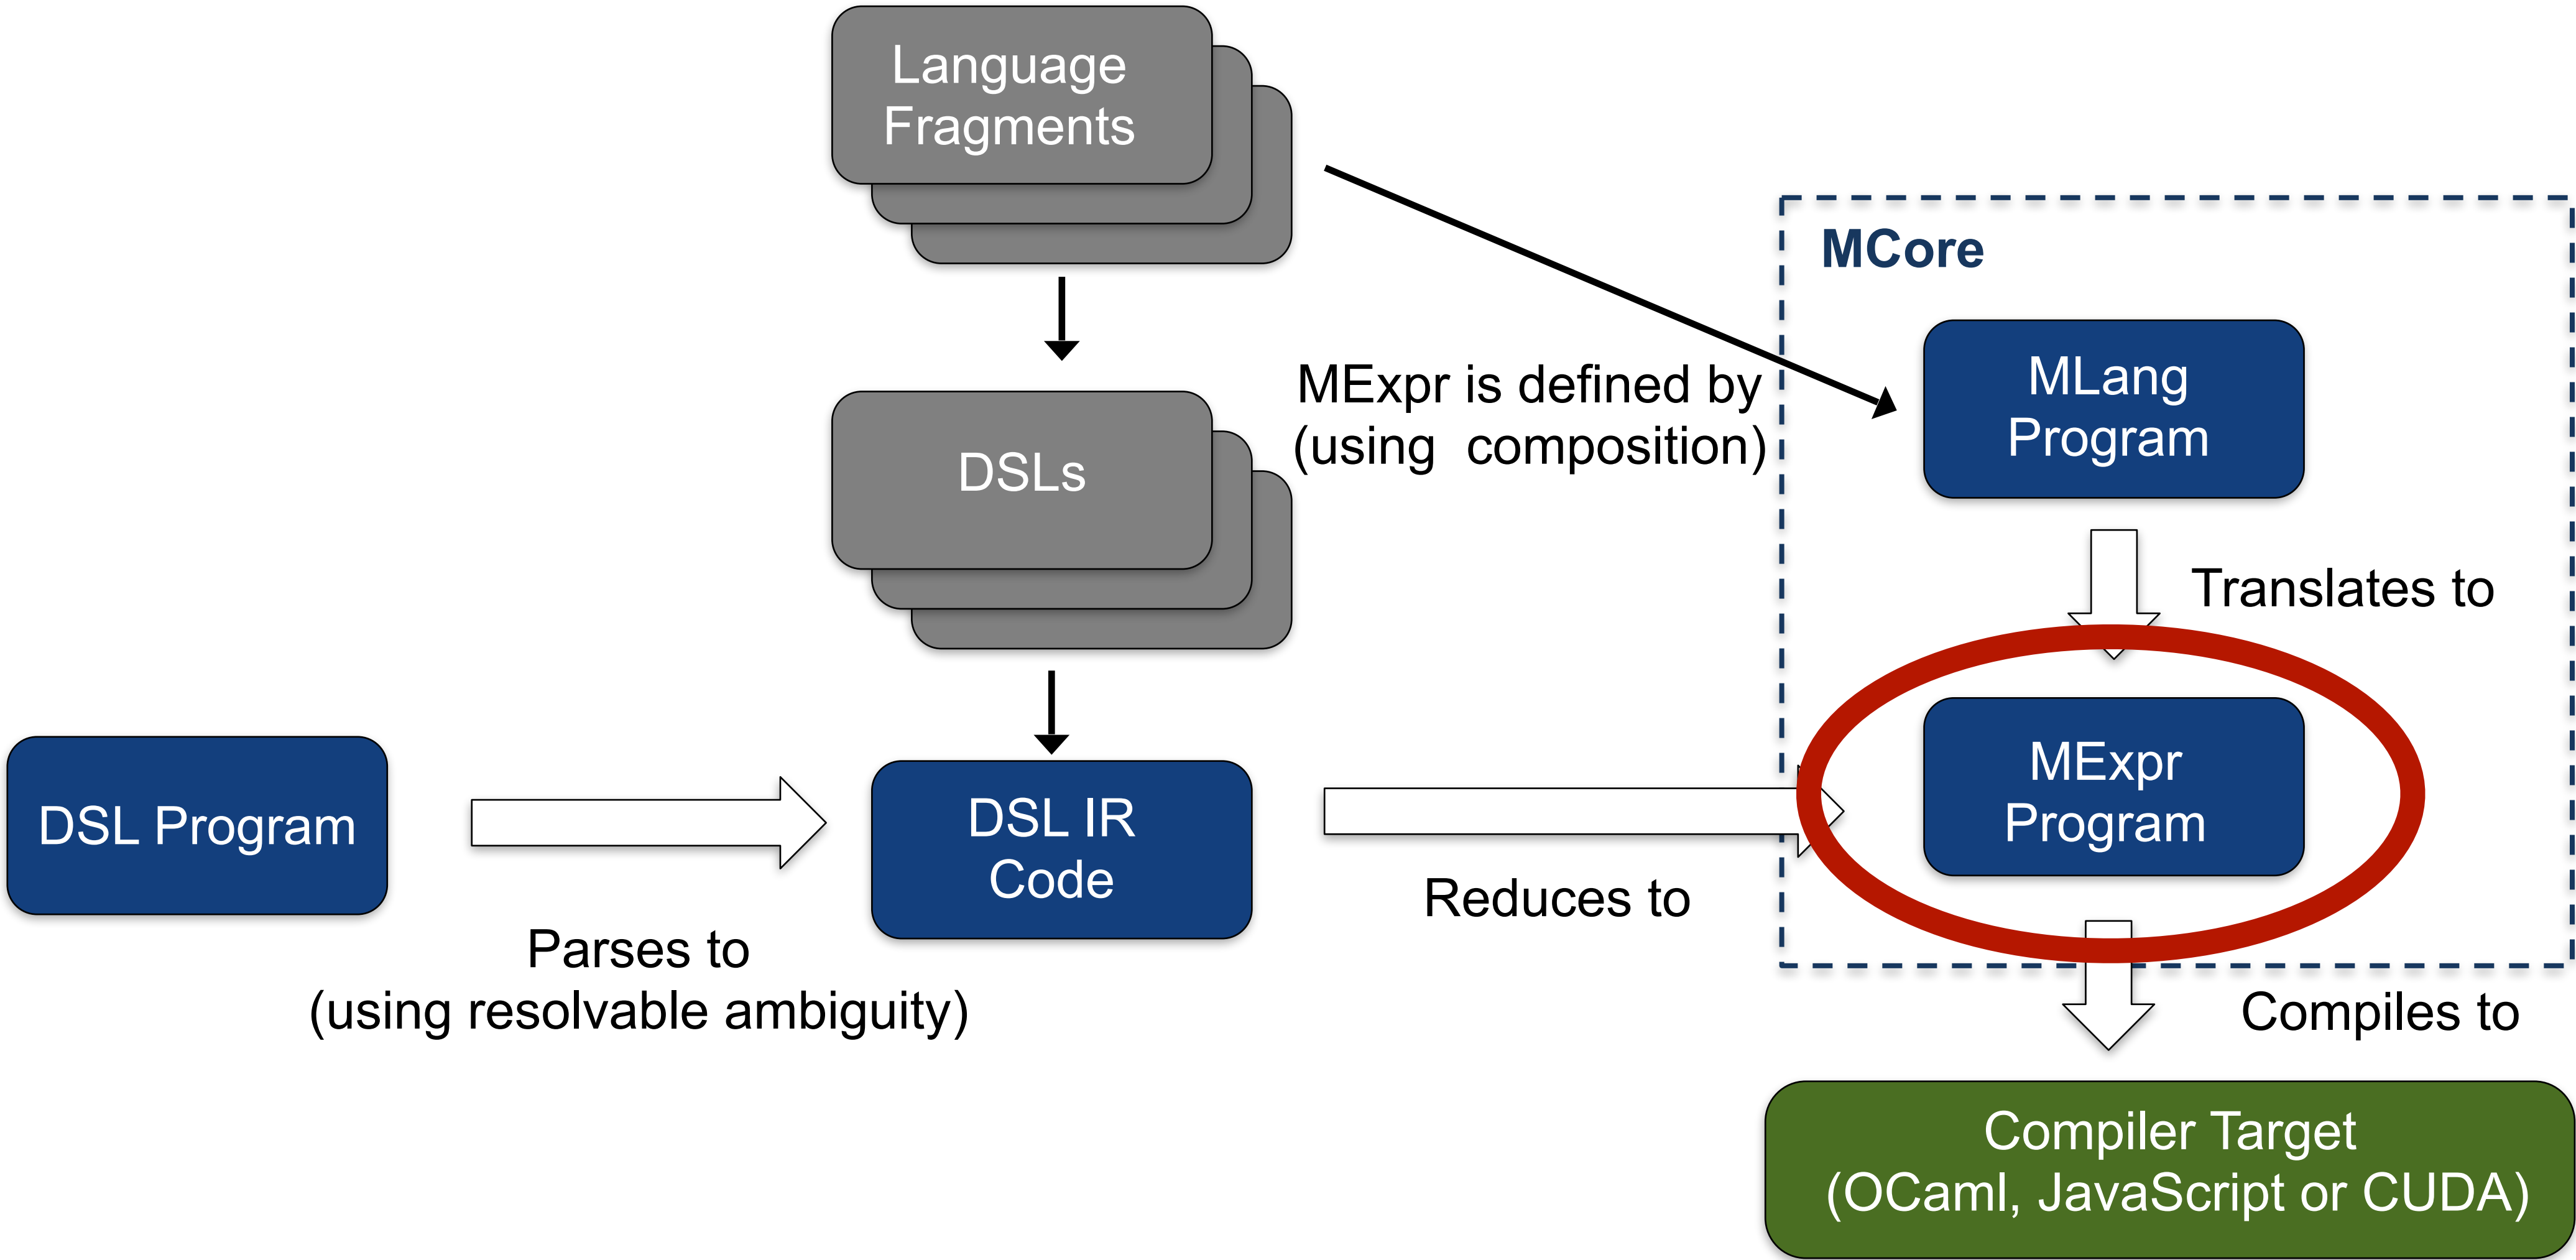 Language
Fragments
MCore
MExpr is defined by
(using composition)
MLang
Program
DSLs
Translates to
DSL Program
DSL IR
Code
MExpr
Program
Reduces to
Parses to
(using resolvable ambiguity)
Compiles to
Compiler Target
(OCaml, JavaScript or CUDA)